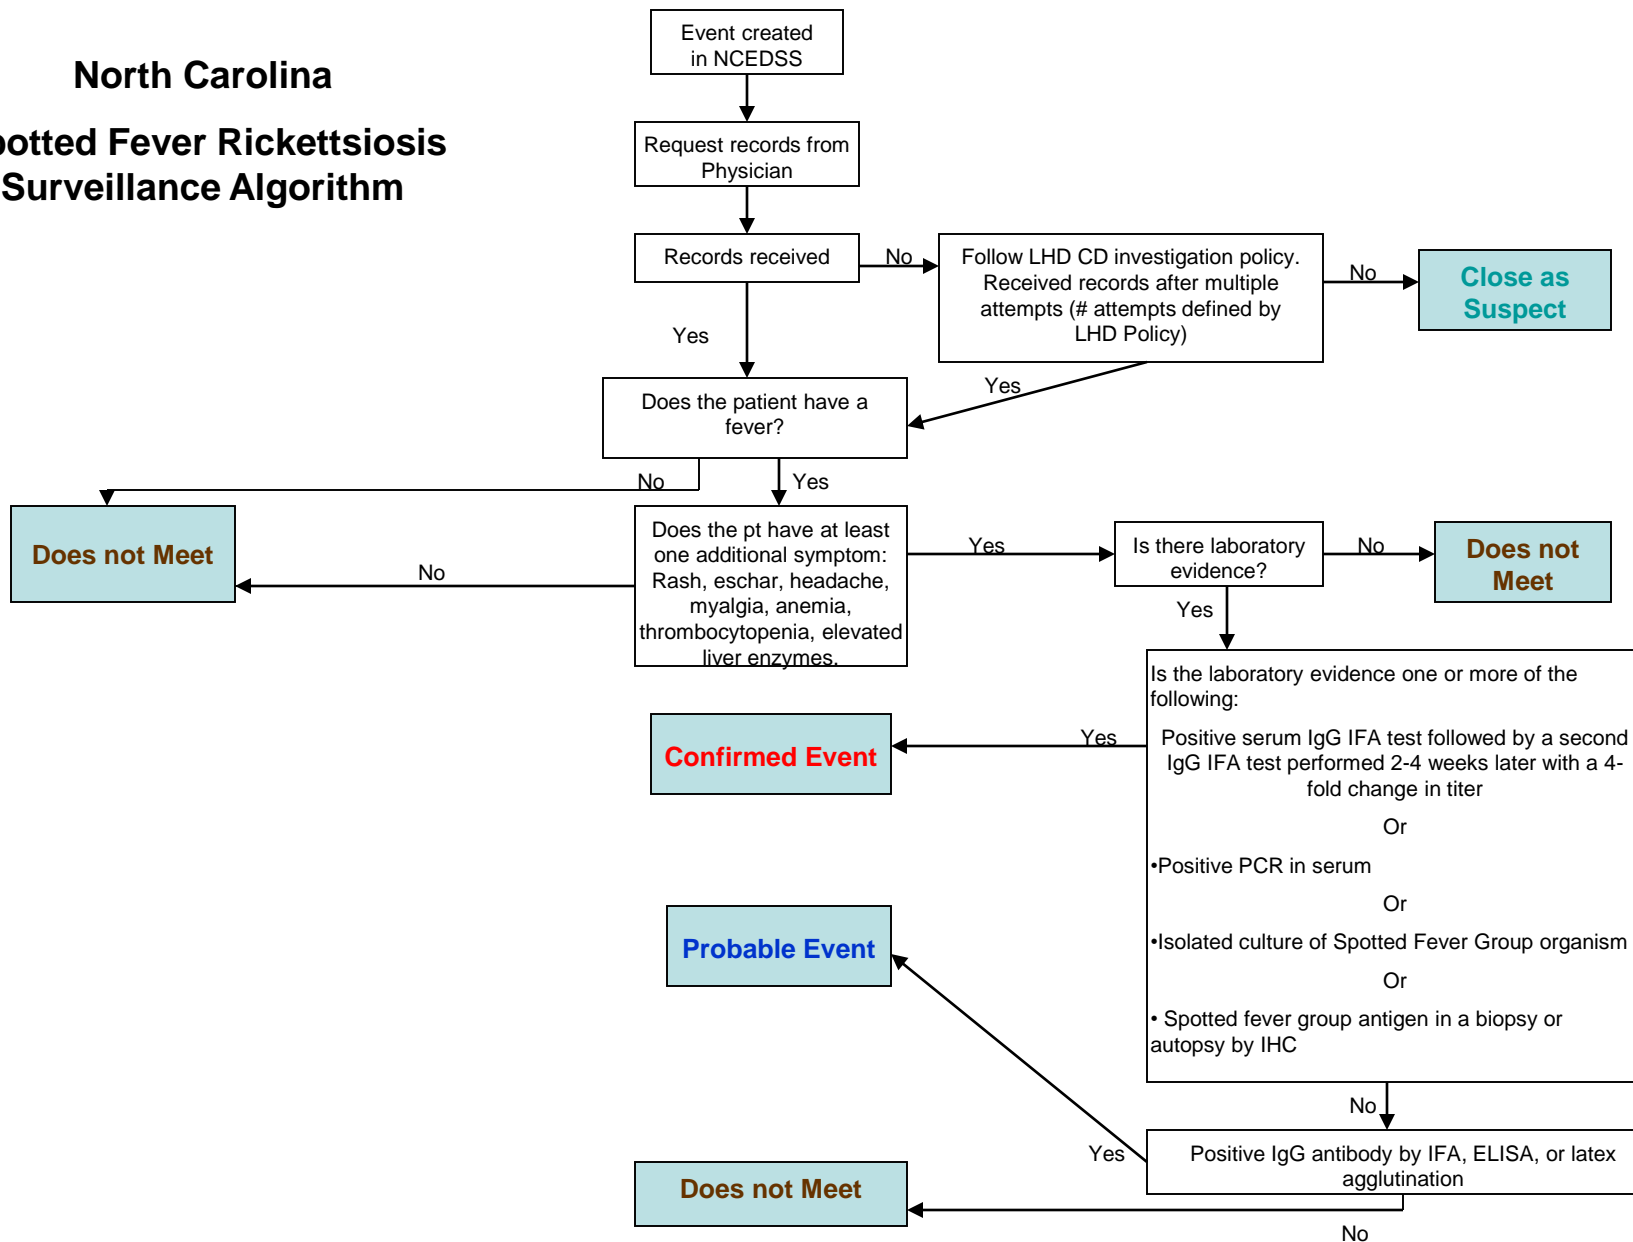 North Carolina
potted Fever Rickettsiosis
Surveillance Algorithm
Event created
in NCEDSS
Request records from
Physician
Records received
No
Follow LHD CD investigation policy.
Received records after multiple
attempts (# attempts defined by
LHD Policy)
No
Close as
Suspect
Yes
Yes
Does the patient have a
fever?
No
Yes
Does not Meet
No
Does the pt have at least
one additional symptom:
Rash, eschar, headache,
myalgia, anemia,
thrombocytopenia, elevated
liver enzymes.
Yes
Is there laboratory
evidence?
No
Does not
Meet
Yes
Is the laboratory evidence one or more of the
following:
Positive serum IgG IFA test followed by a second
IgG IFA test performed 2-4 weeks later with a 4-
fold change in titer
Or
•Positive PCR in serum
Or
•Isolated culture of Spotted Fever Group organism
Or
• Spotted fever group antigen in a biopsy or
autopsy by IHC
Yes
Confirmed Event
Probable Event
No
Yes
Positive IgG antibody by IFA, ELISA, or latex
agglutination
Does not Meet
No